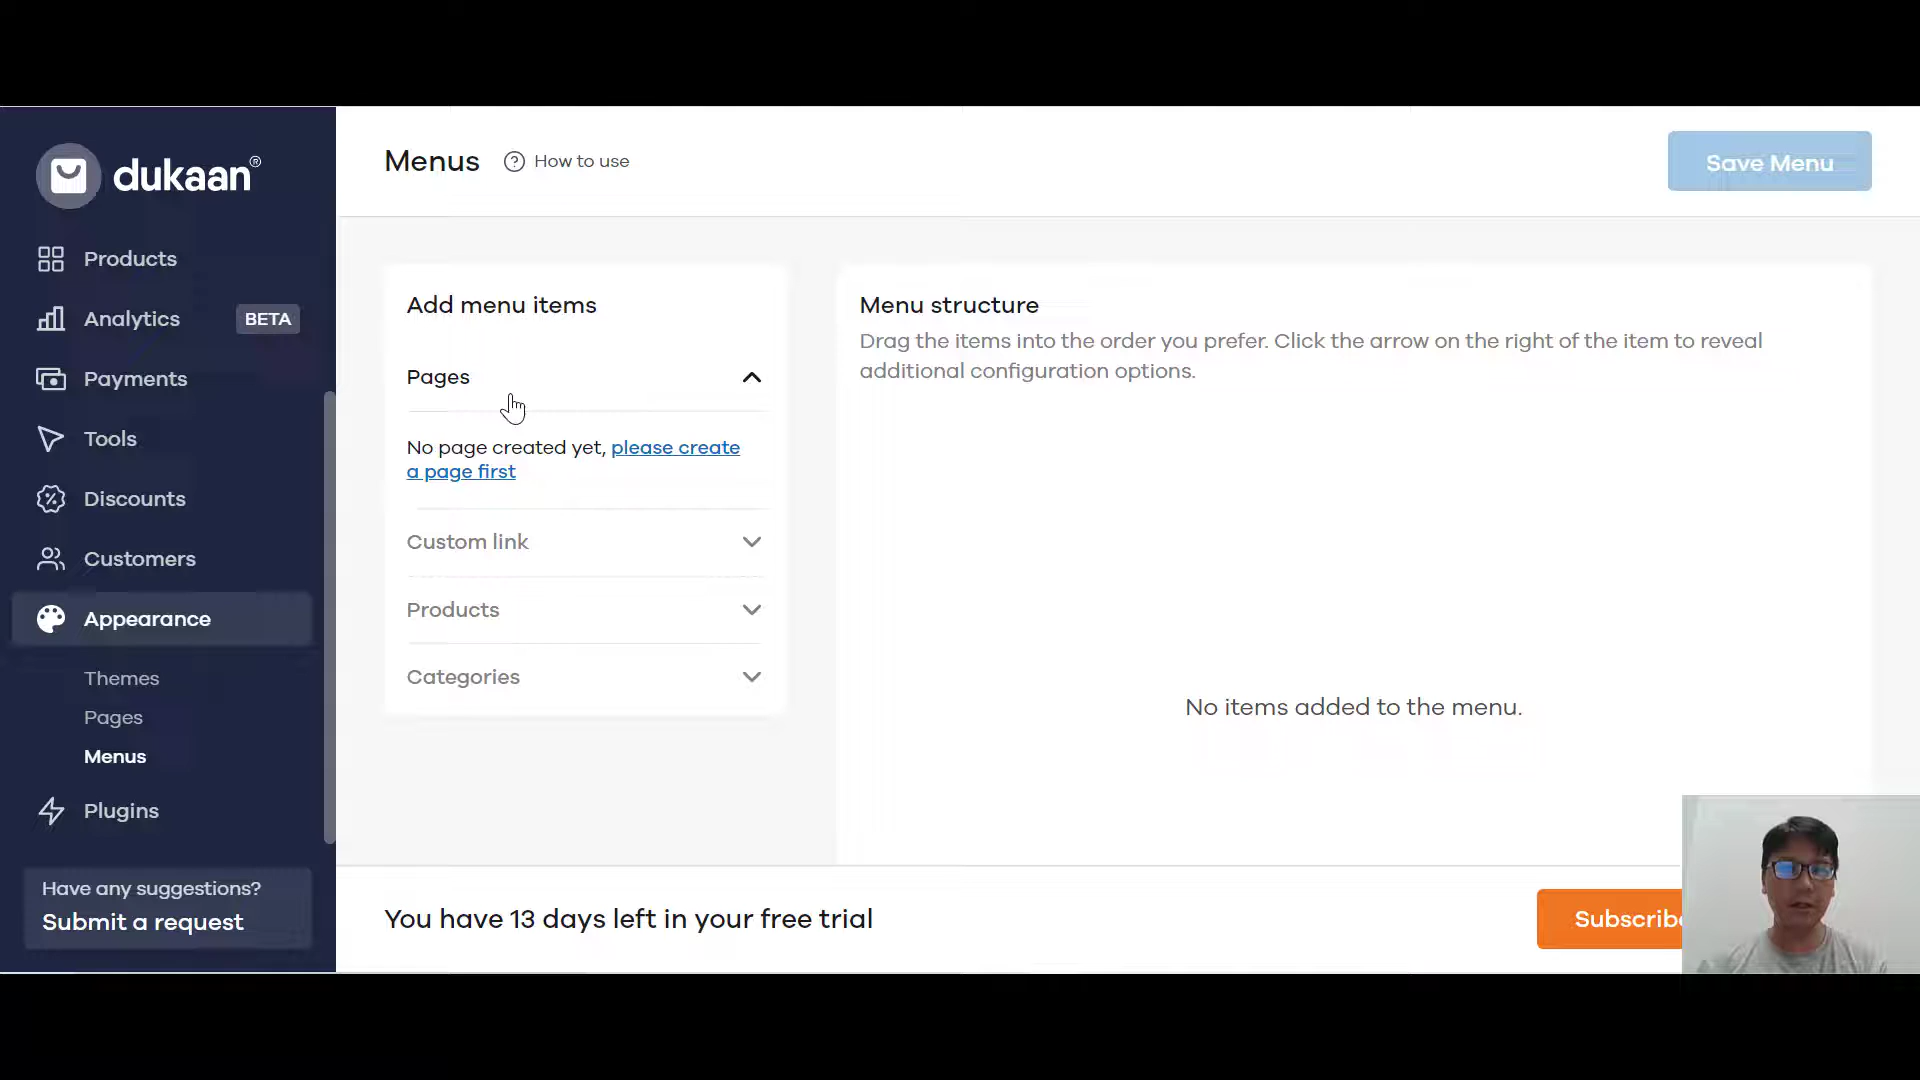 dukaan®
Products
Analytics BETA
Payments
Tools
Discounts
Customers
Appearance
Themes
Pages
Menus
Plugins
Have any suggestions?
Submit a request
Menus ? How to use
Save Menu
Add menu items
Pages
No page created yet, please create
a page first
Custom link
Products
Categories
Menu structure
Drag the items into the order you prefer. Click the arrow on the right of the item to reveal
additional configuration options.
No items added to the menu.
You have 13 days left in your free trial
Subscribe